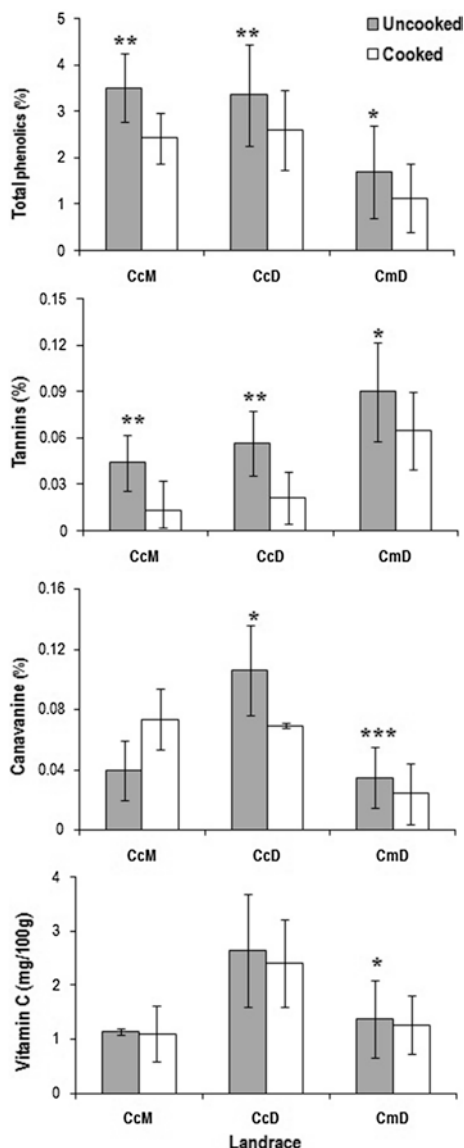 Uncooked
Cooked
Total phenolics (%)
5
4
3
2
1
0
** ** *
CcM CcD CmD
Tannins (%)
0.15
0.12
0.09
0.06
0.03
0
** ** *
CcM CcD CmD
Canavanine (%)
0.16
0.12
0.08
0.04
0
* ***
CcM CcD CmD
Vitamin C (mg/100g)
4
3
2
1
0
*
CcM CcD CmD
Landrace